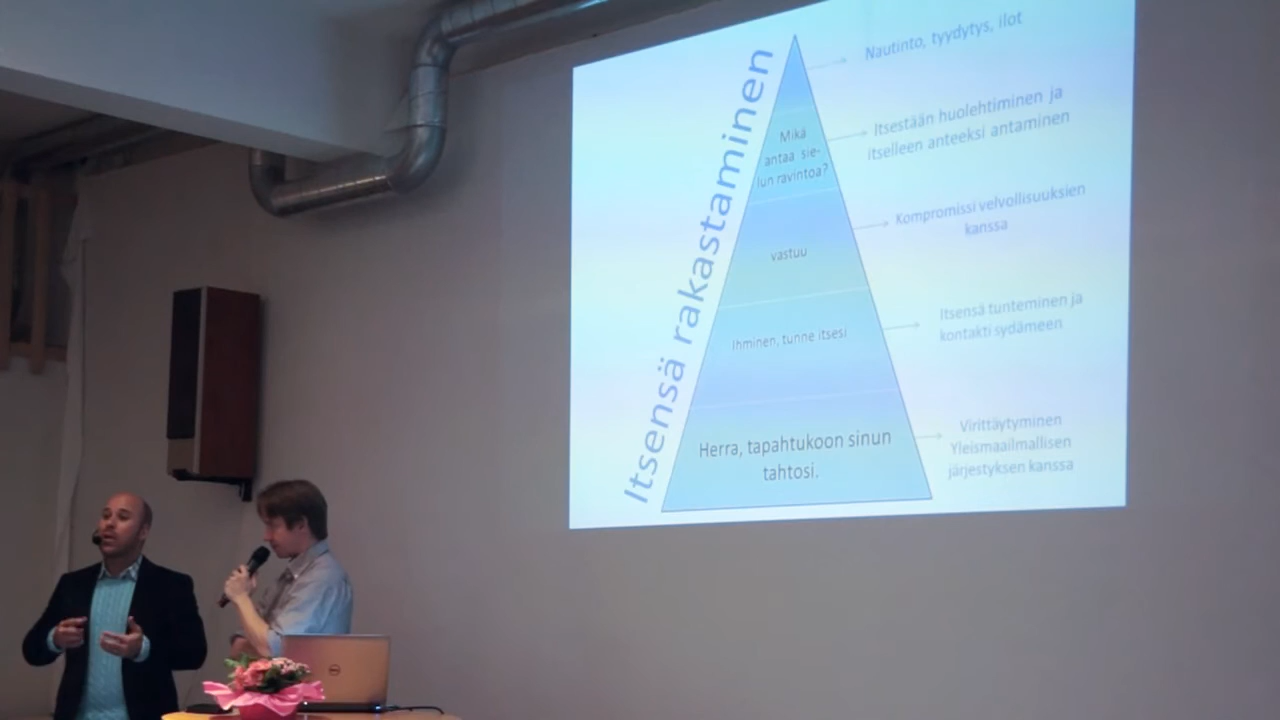 Itsensä rakastaminen
Nautinto, tyydytys, ilot
Mikä
antaa sie-
lun ravintoa?
Itsestään huolehtiminen ja
itselleen anteeksi antaminen
vastuu
Kompromissi velvollisuuksien
kanssa
Ihminen, tunne itsesi
Itsensä tunteminen ja
kontakti sydämeen
Herra, tapahtukoon sinun
tahtosi.
Virittäytyminen
Yleismaailmallisen
järjestyksen kanssa
DELL